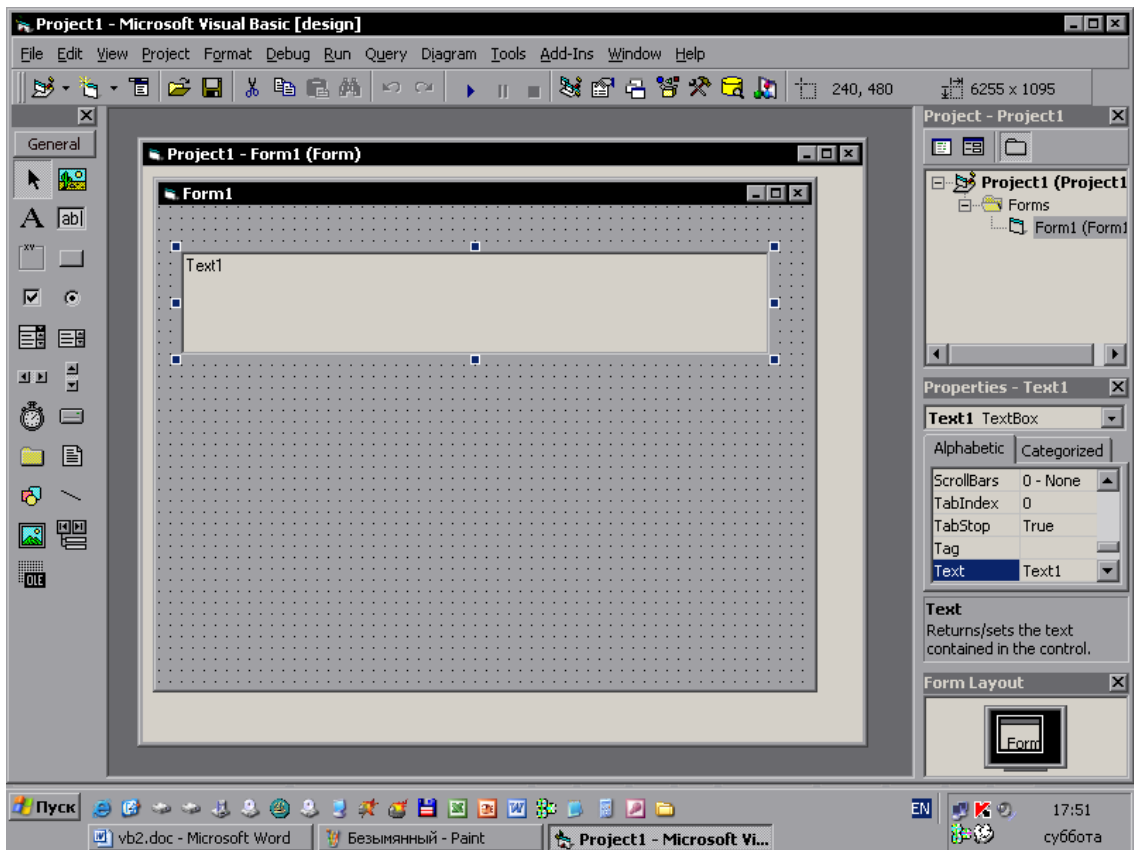 Project1 - Microsoft Visual Basic [design]
File Edit View Project Format Debug Run Query Diagram Tools Add-Ins Window Help
240, 480 6255 x 1095
General
A ab|
XY
OLE
Project1 - Form1 (Form)
Form1
Text1
Project - Project1
Project1 (Project1
Forms
Form1 (Form1
Properties - Text1
Text1 TextBox
Alphabetic Categorized
ScrollBars 0 - None
TabIndex 0
TabStop True
Tag
Text Text1
Text
Returns/sets the text
contained in the control.
Form Layout
Form
Пуск EN 17:51
vb2.doc - Microsoft Word Безымянный - Paint Project1 - Microsoft Vi... суббота